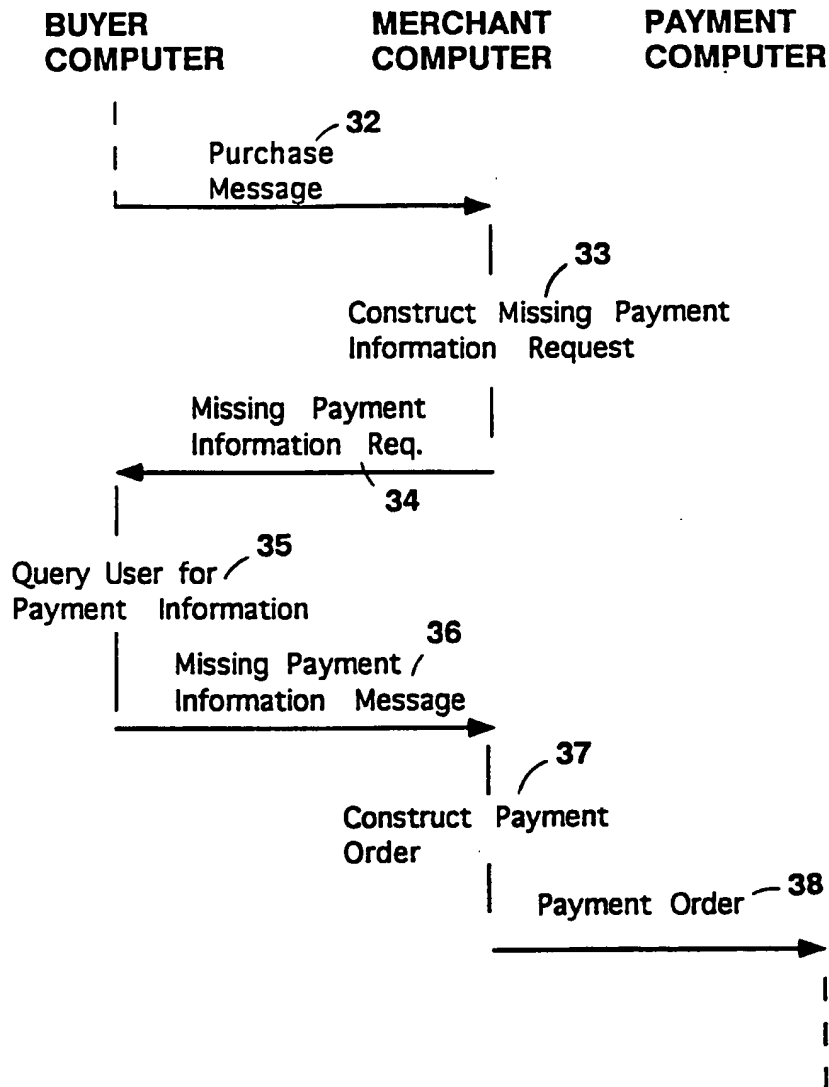 BUYER COMPUTER
MERCHANT COMPUTER
PAYMENT COMPUTER
32
Purchase
Message
33
Construct Missing Payment
Information Request
Missing Payment
Information Req.
34
35
Query User for
Payment Information
36
Missing Payment
Information Message
37
Construct Payment
Order
Payment Order 38